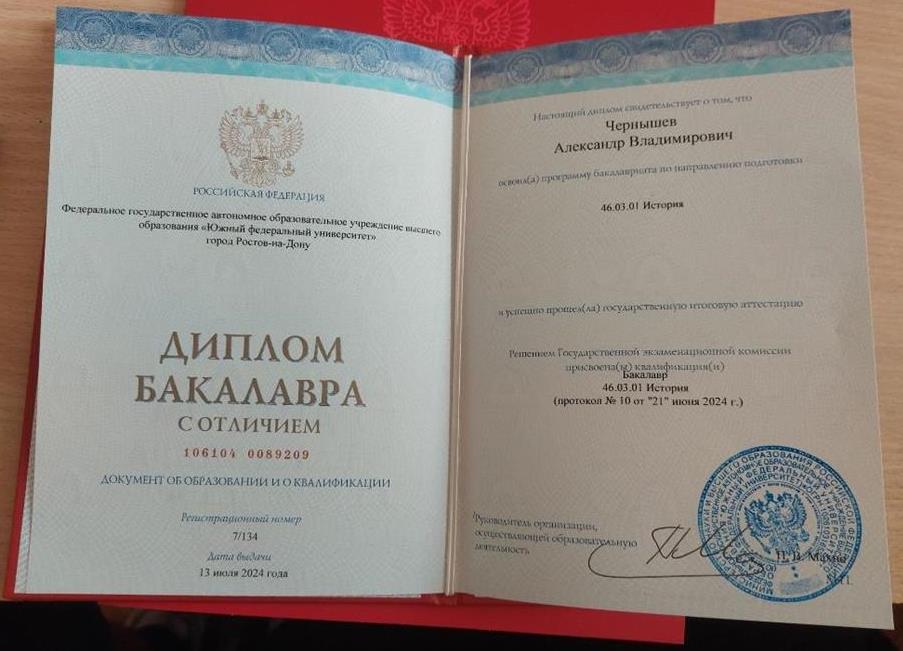 РОССИЙСКАЯ ФЕДЕРАЦИЯ
Федеральное государственное автономное образовательное учреждение высшего
образования «Южный федеральный университет»
город Ростов-на-Дону
ДИПЛОМ
БАКАЛАВРА
С ОТЛИЧИЕМ
106104 0089209
ДОКУМЕНТ ОБ ОБРАЗОВАНИИ И О КВАЛИФИКАЦИИ
Регистрационный номер
7/134
Дата выдачи
13 июля 2024 года
Настоящий диплом свидетельствует о том, что
Чернышев
Александр Владимирович
освоил(а) программу бакалавриата по направлению подготовки
46.03.01 История
и успешно прошел(ла) государственную итоговую аттестацию
Решением Государственной экзаменационной комиссии
присвоена(ы) квалификация(и)
Бакалавр
46.03.01 История
(протокол № 10 от "21" июня 2024 г.)
Руководитель организации,
осуществляющей образовательную
деятельность
М.П.